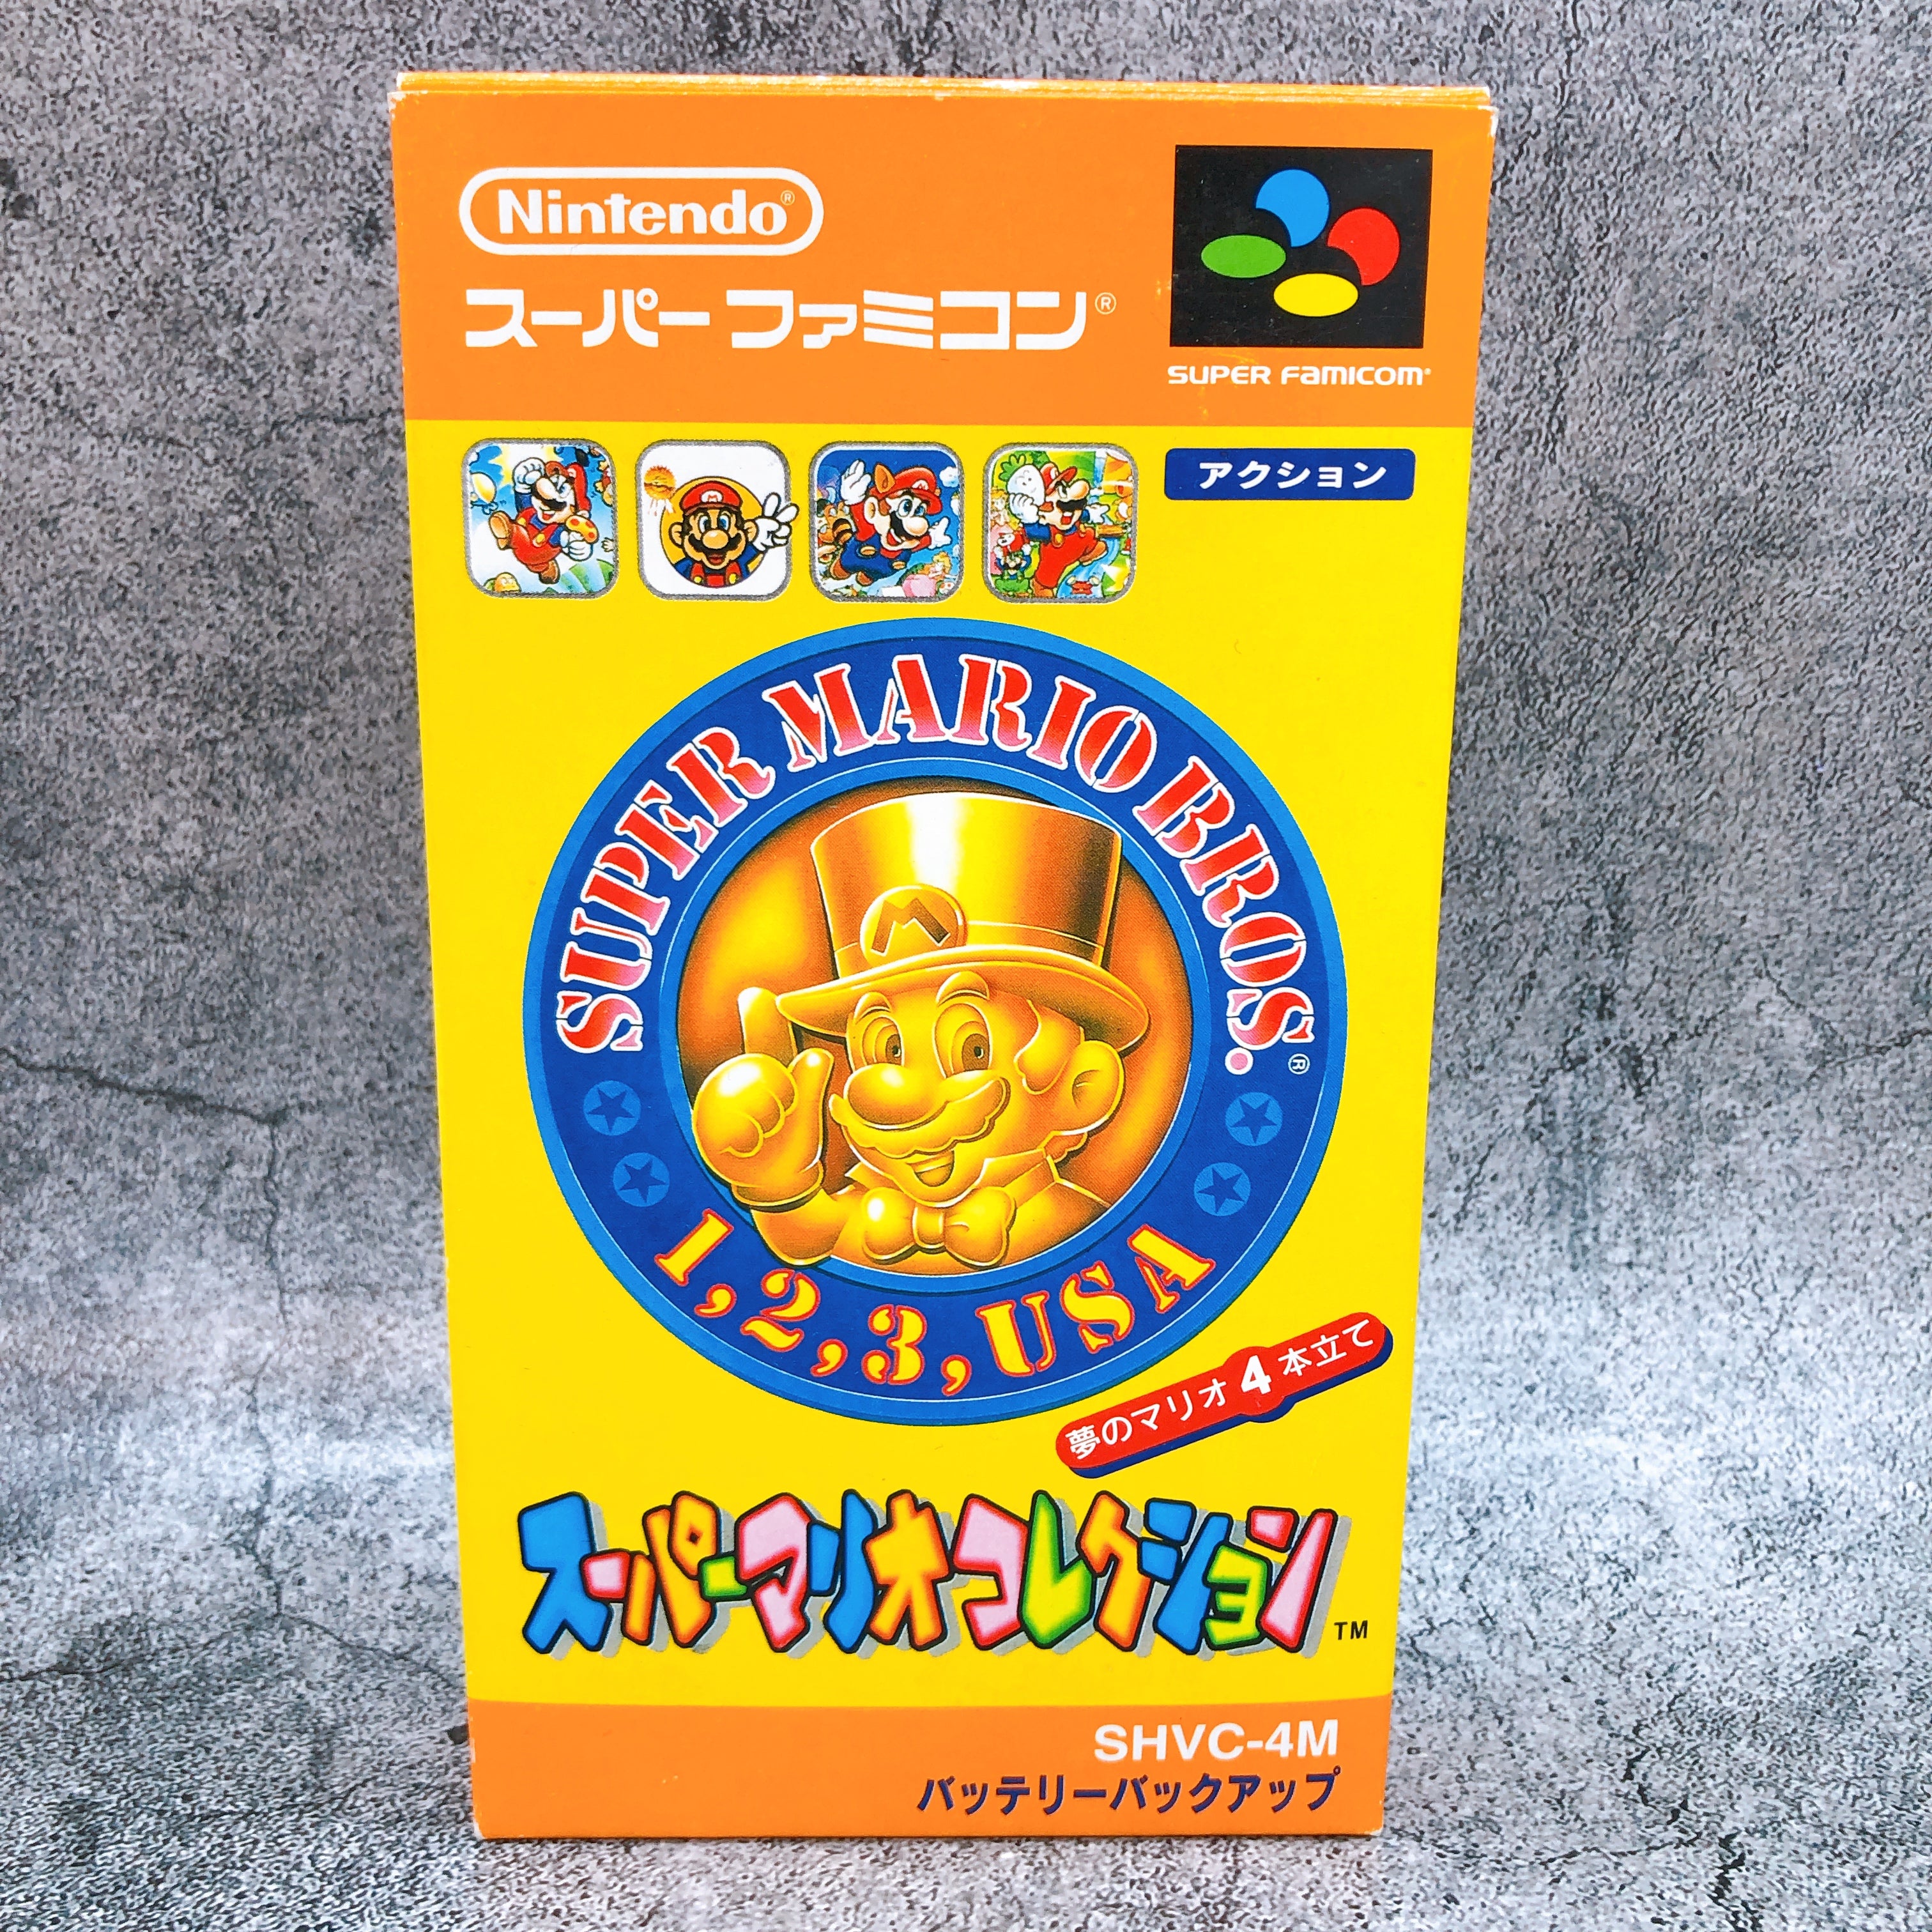 Nintendo®
スーパーファミコン®
SUPER FAMICOM®
アクション
SUPER MARIO BROS.®
1,2,3,USA
夢のマリオ4本立て
スーパーマリオコレクション™
SHVC-4M
バッテリーバックアップ